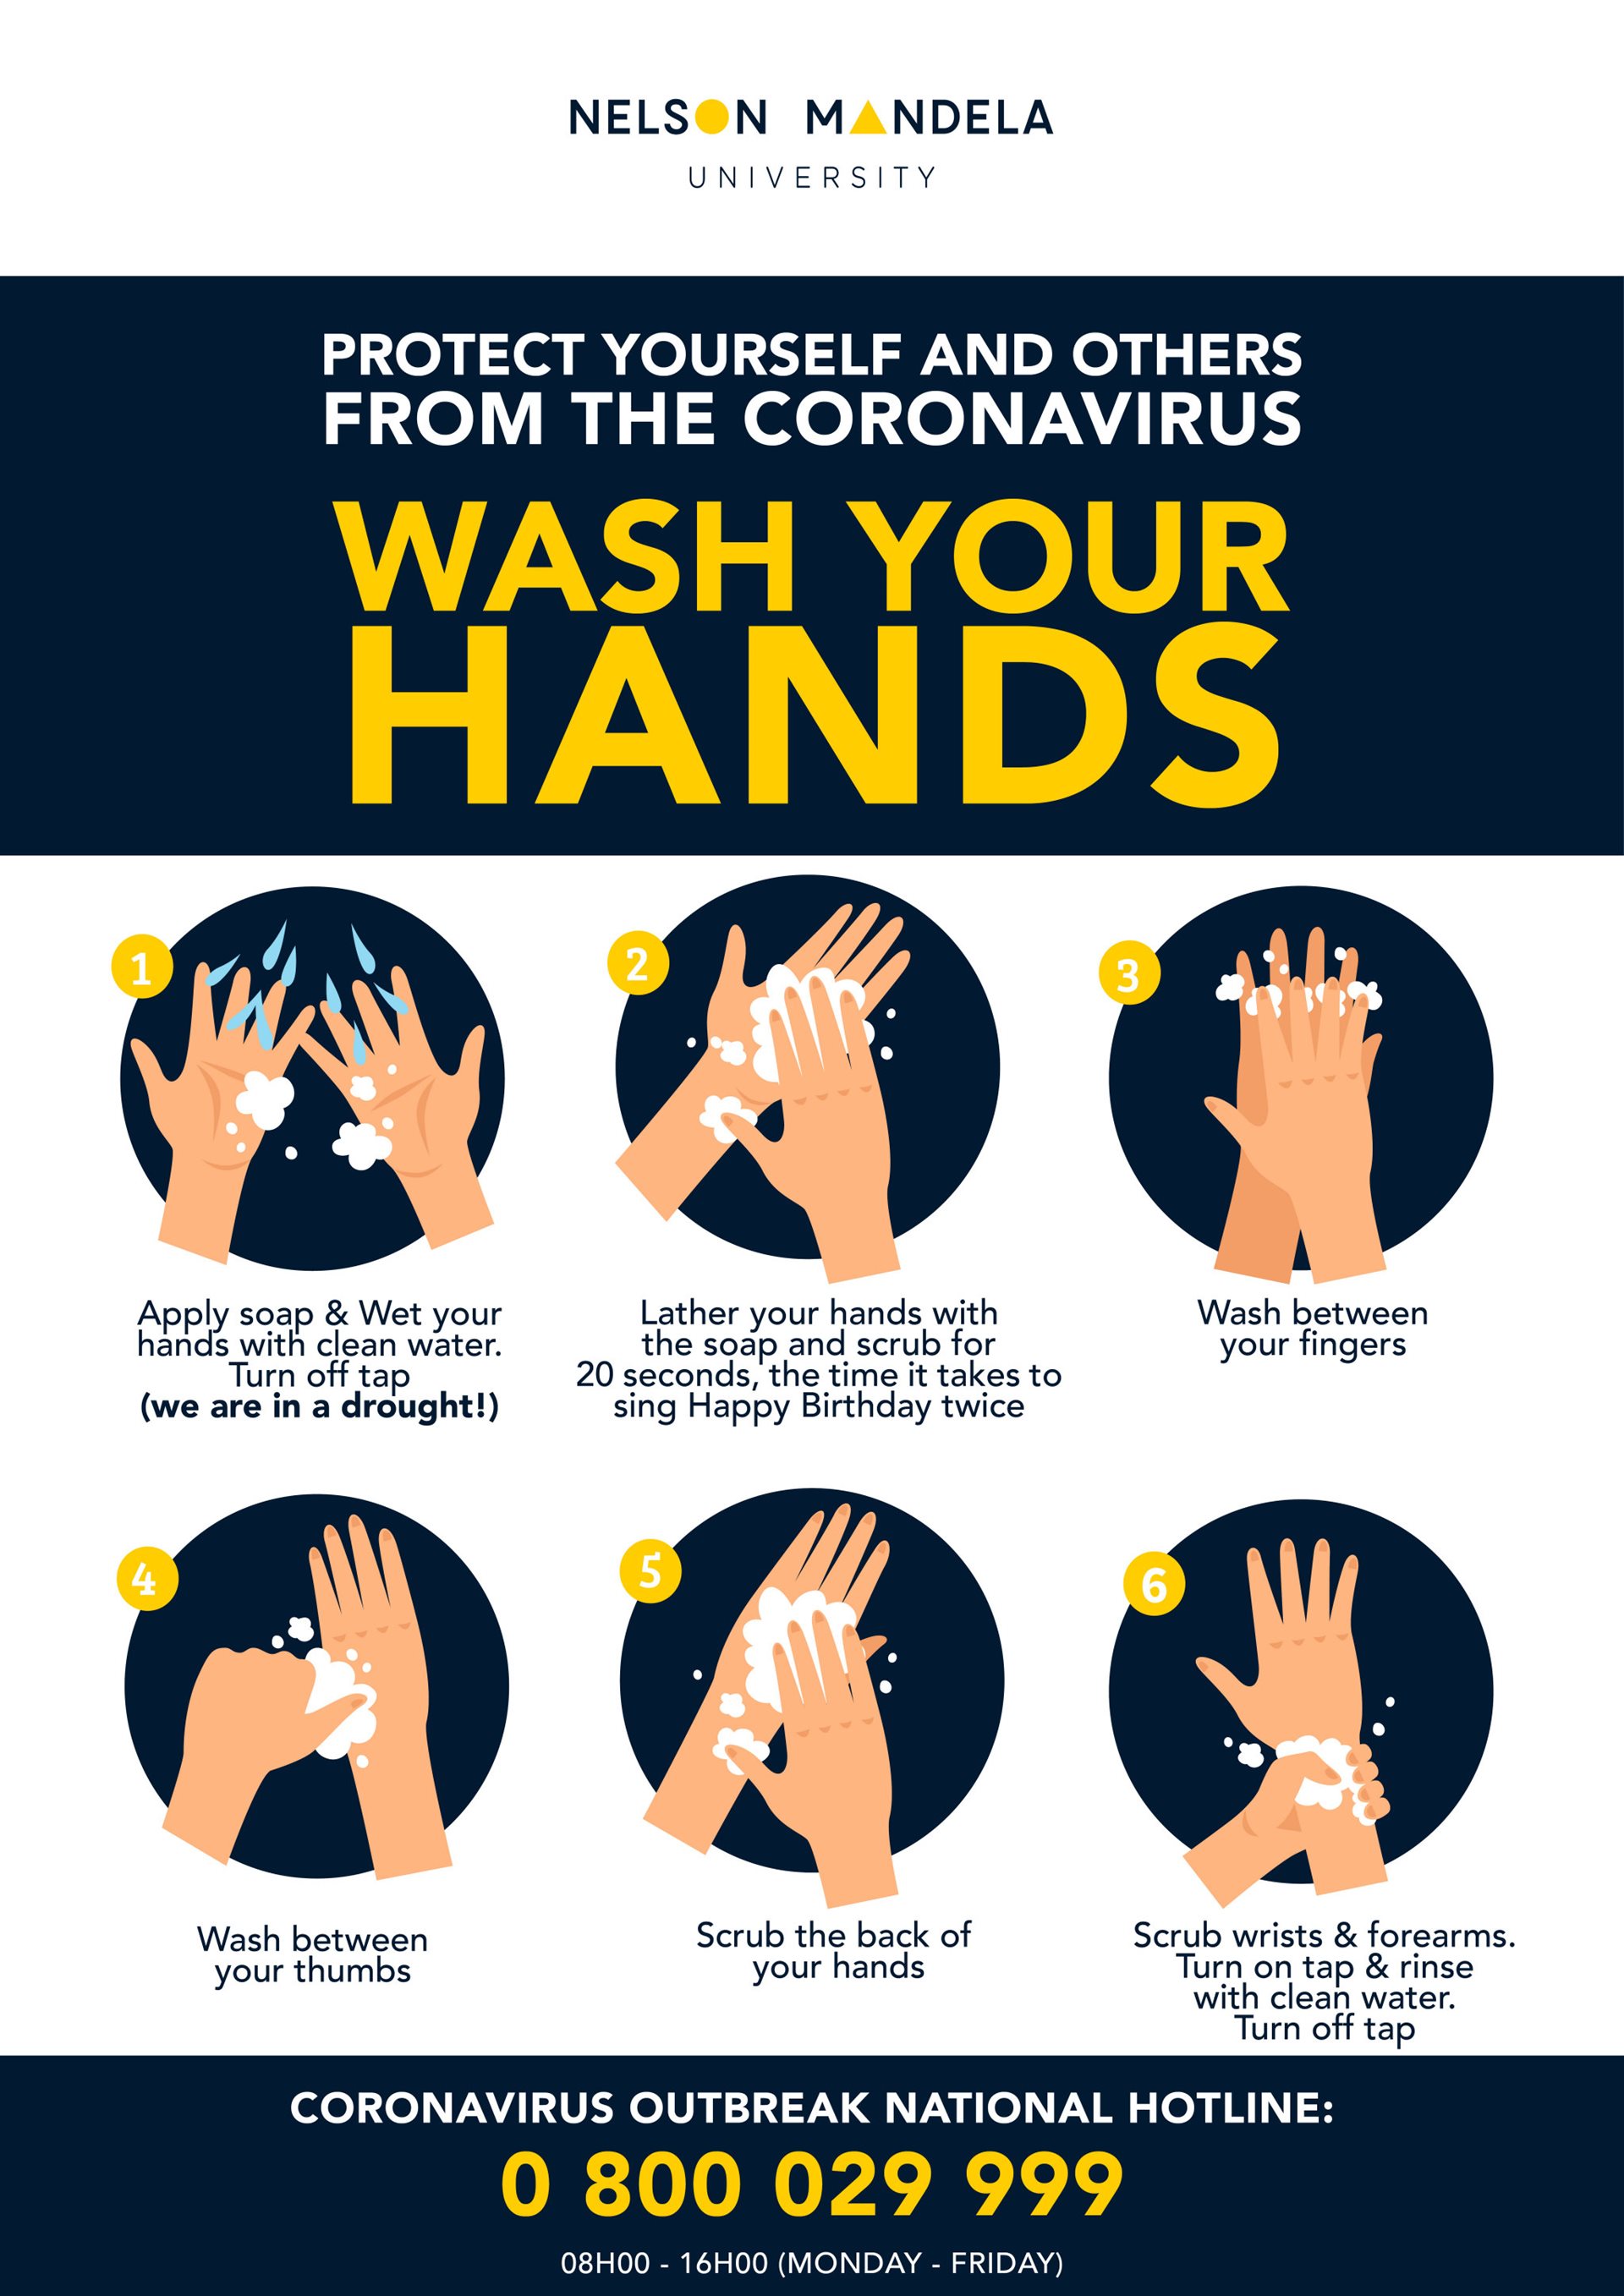 NELSON MANDELA
UNIVERSITY
PROTECT YOURSELF AND OTHERS
FROM THE CORONAVIRUS
WASH YOUR
HANDS
1
Apply soap & Wet your
hands with clean water.
Turn off tap
(we are in a drought!)
2
Lather your hands with
the soap and scrub for
20 seconds, the time it takes to
sing Happy Birthday twice
3
Wash between
your fingers
4
Wash between
your thumbs
5
Scrub the back of
your hands
6
Scrub wrists & forearms.
Turn on tap & rinse
with clean water.
Turn off tap
CORONAVIRUS OUTBREAK NATIONAL HOTLINE:
0 800 029 999
08H00 - 16H00 (MONDAY - FRIDAY)